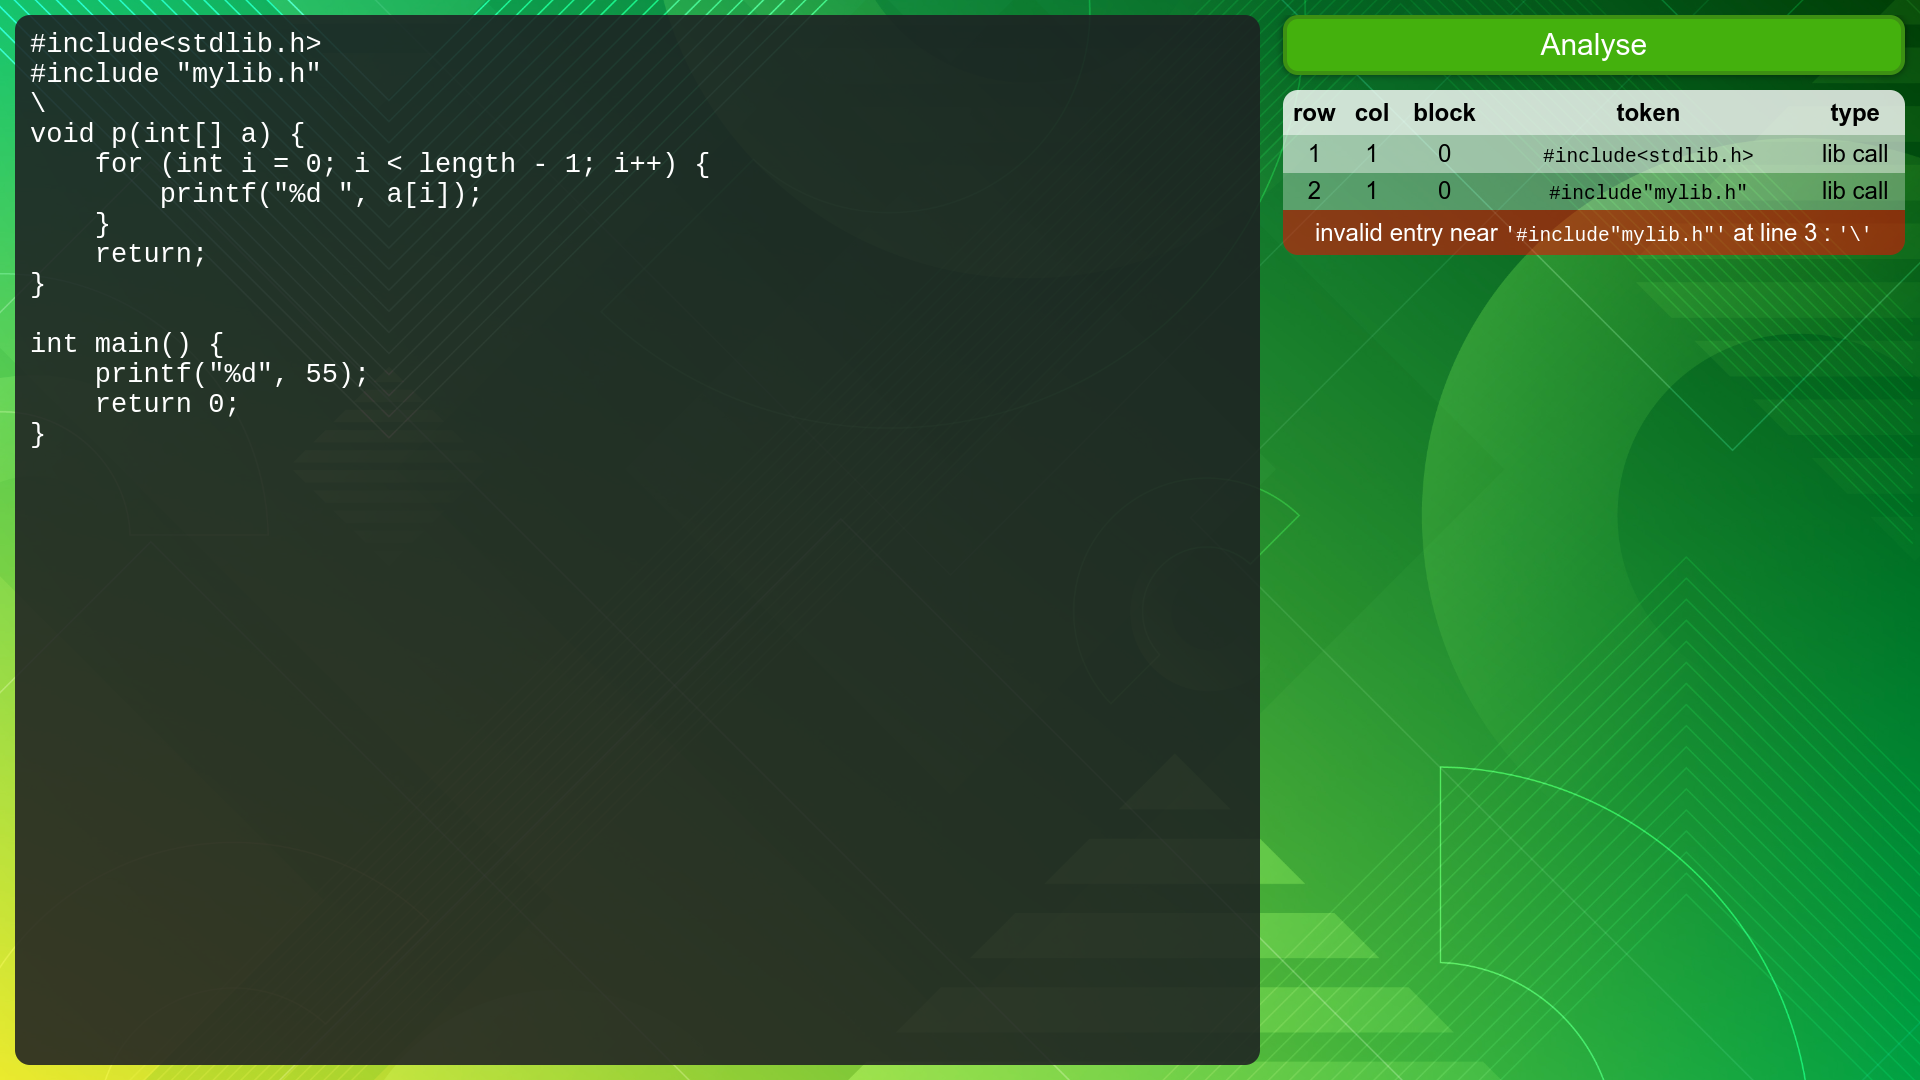 #include<stdlib.h>
#include "mylib.h"
\
void p(int[] a) {
    for (int i = 0; i < length - 1; i++) {
        printf("%d ", a[i]);
    }
    return;
}

int main() {
    printf("%d", 55);
    return 0;
}
Analyse
row col block token type
1 1 0 #include<stdlib.h> lib call
2 1 0 #include"mylib.h" lib call
invalid entry near '#include"mylib.h"' at line 3 : '\'